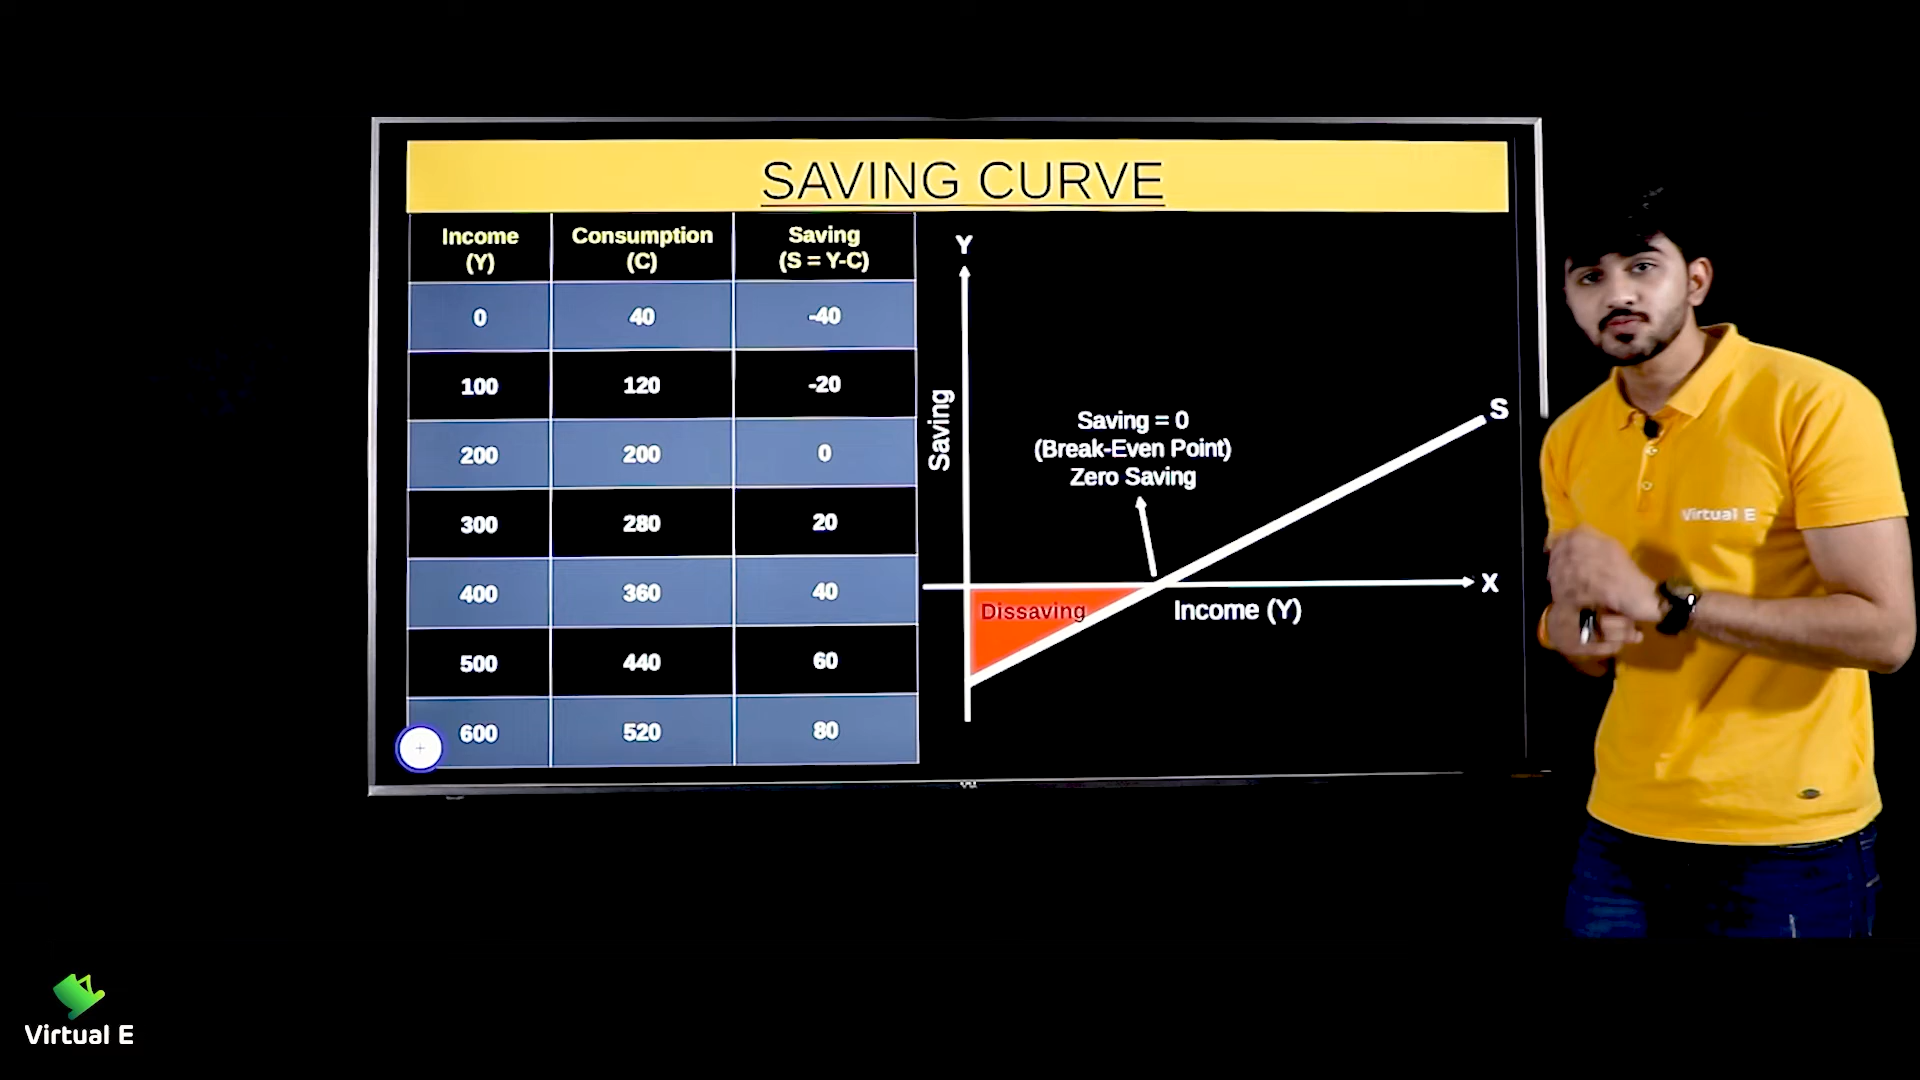 SAVING CURVE
Income Consumption Saving
(Y) (C) (S = Y-C)
0 40 -40
100 120 -20
200 200 0
300 280 20
400 360 40
500 440 60
600 520 80
Y
Saving
Saving = 0
(Break-Even Point)
Zero Saving
S
X
Dissaving
Income (Y)
Virtual E
Virtual E